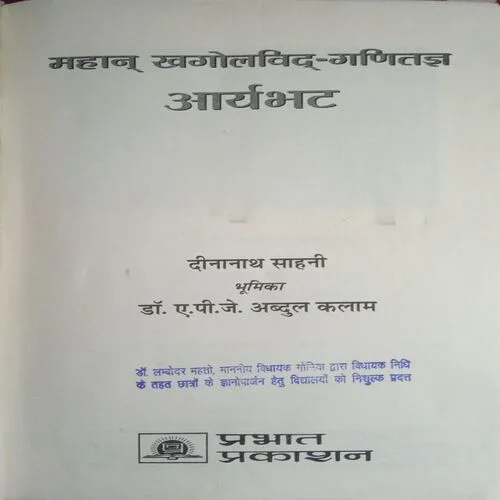 महान् खगोलविद्-गणितज्ञ
आर्यभट
दीनानाथ साहनी
भूमिका
डॉ. ए.पी.जे. अब्दुल कलाम
डॉ. लम्बोदर महतो, माननीय विधायक गोमिया द्वारा विधायक निधि
के तहत छात्रों के ज्ञानोपार्जन हेतु विद्यालयों को निशुल्क प्रदत्त
प्रभात
प्रकाशन